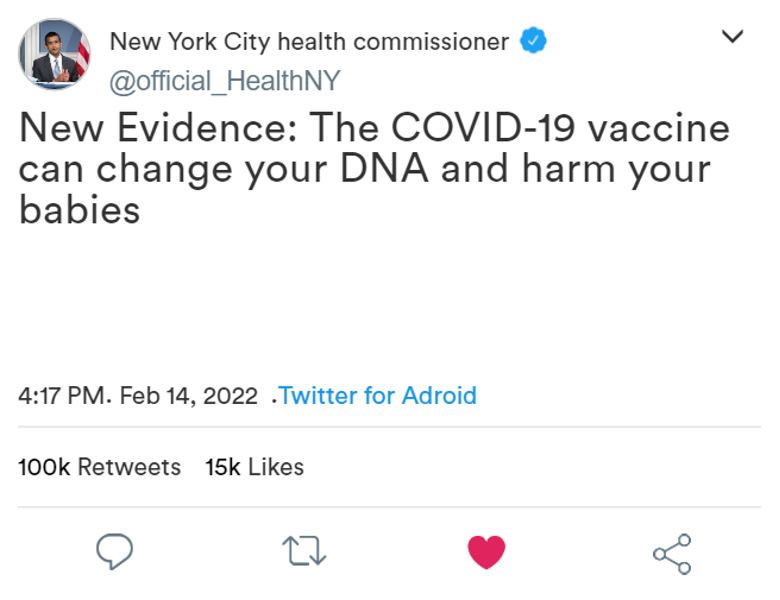 New York City health commissioner
@official_HealthNY
New Evidence: The COVID-19 vaccine
can change your DNA and harm your
babies
4:17 PM. Feb 14, 2022 .Twitter for Adroid
100k Retweets 15k Likes